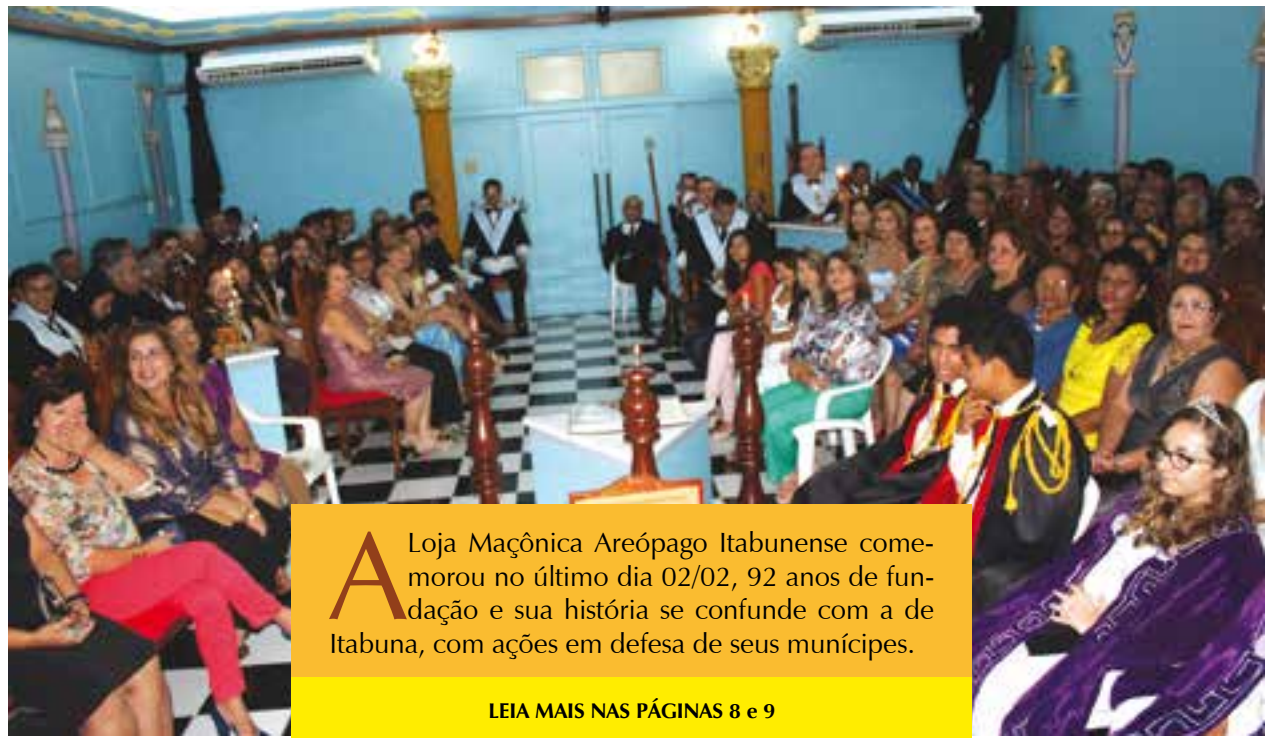 A Loja Maçônica Areópago Itabunense come-
morou no último dia 02/02, 92 anos de fun-
dação e sua história se confunde com a de
Itabuna, com ações em defesa de seus munícipes.
LEIA MAIS NAS PÁGINAS 8 e 9